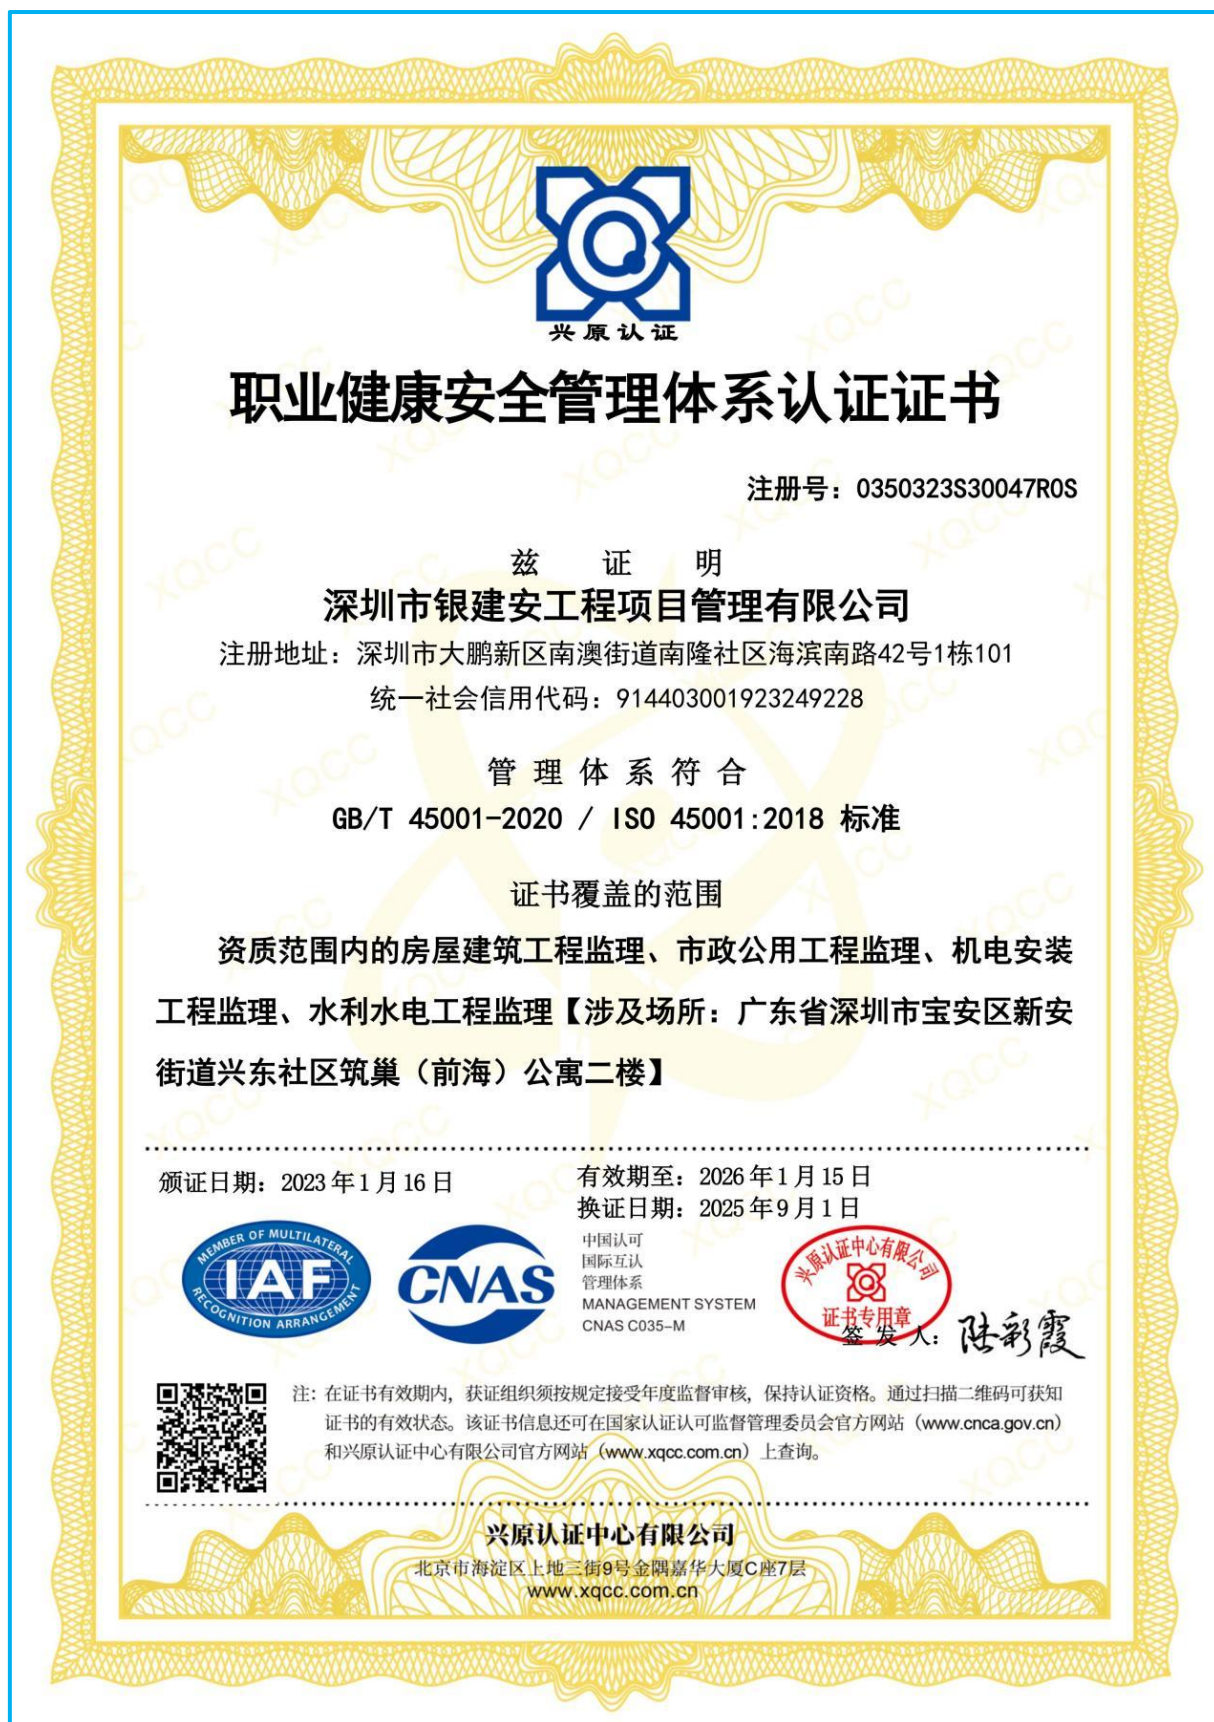 兴原认证
职业健康安全管理体系认证证书
注册号：0350323S30047R0S
兹 证 明
深圳市银建安工程项目管理有限公司
注册地址：深圳市大鹏新区南澳街道南隆社区海滨南路42号1栋101
统一社会信用代码：914403001923249228
管 理 体 系 符 合
GB/T 45001-2020 / ISO 45001:2018 标准
证书覆盖的范围
资质范围内的房屋建筑工程监理、市政公用工程监理、机电安装
工程监理、水利水电工程监理【涉及场所：广东省深圳市宝安区新安
街道兴东社区筑巢（前海）公寓二楼】
颁证日期：2023年1月16日
有效期至：2026年1月15日
换证日期：2025年9月1日
MEMBER OF MULTILATERAL
IAF
RECOGNITION ARRANGEMENT
CNAS
中国认可
国际互认
管理体系
MANAGEMENT SYSTEM
CNAS C035-M
兴原认证中心有限公司
证书专用章
签 发 人：陆彩霞
注：在证书有效期内，获证组织须按规定接受年度监督审核，保持认证资格。通过扫描二维码可获知
证书的有效状态。该证书信息还可在国家认证认可监督管理委员会官方网站（www.cnca.gov.cn）
和兴原认证中心有限公司官方网站（www.xqcc.com.cn）上查询。
兴原认证中心有限公司
北京市海淀区上地三街9号金隅嘉华大厦C座7层
www.xqcc.com.cn